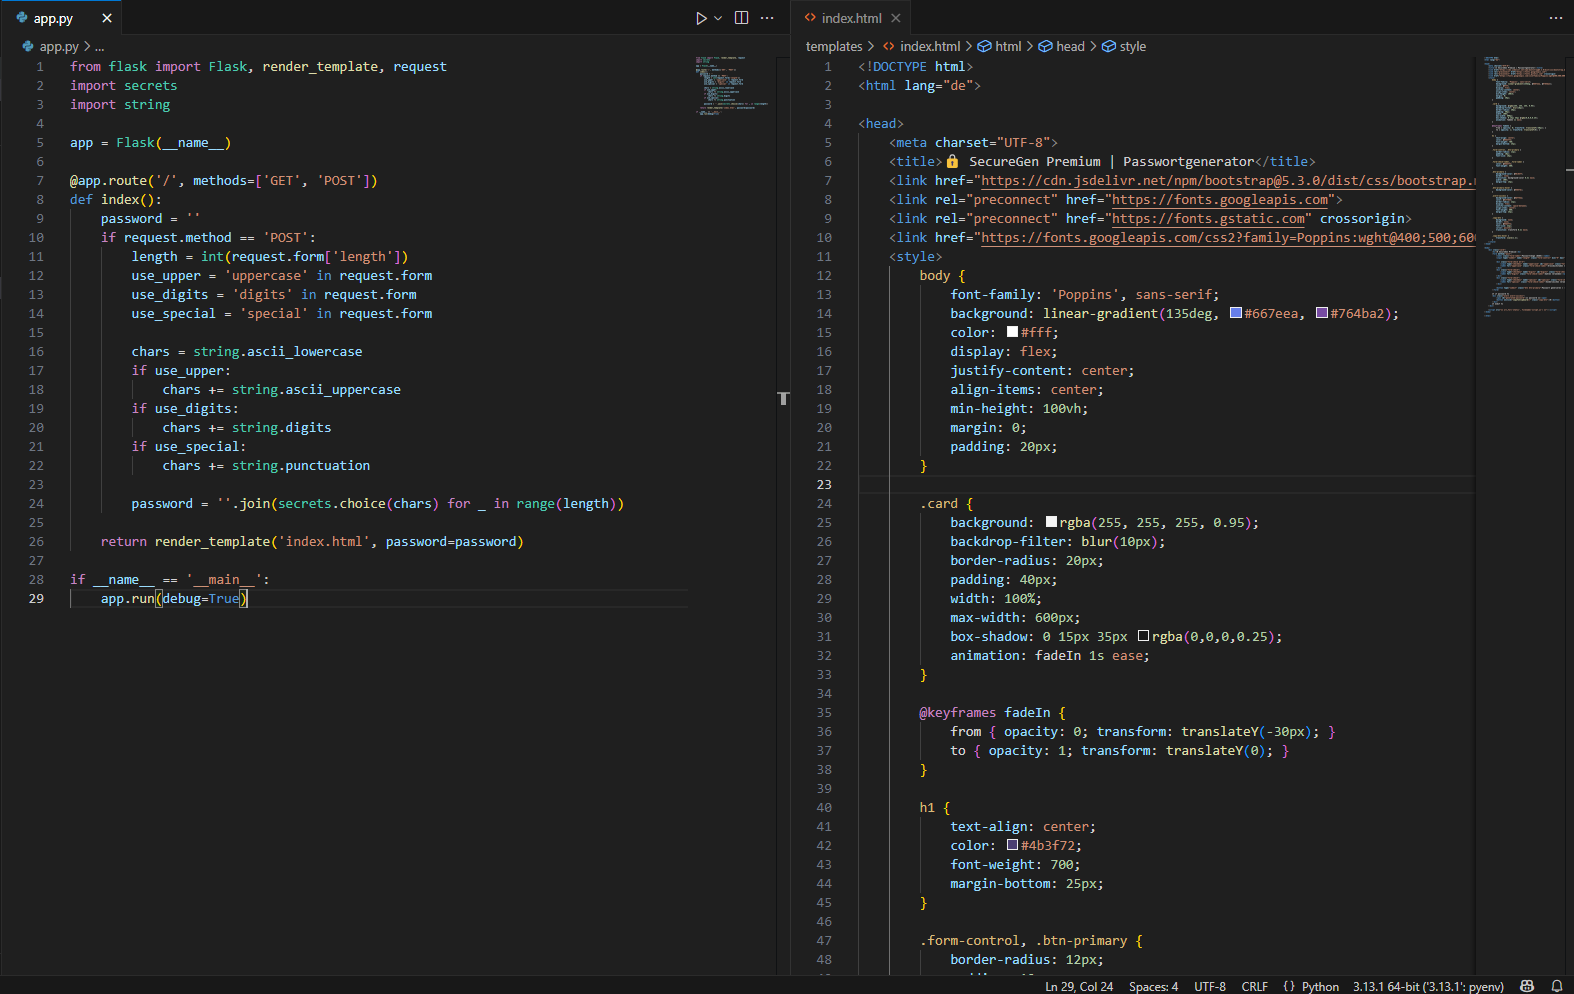 app.py
app.py > ...
1 from flask import Flask, render_template, request
2 import secrets
3 import string
4
5 app = Flask(__name__)
6
7 @app.route('/', methods=['GET', 'POST'])
8 def index():
9 password = ''
10 if request.method == 'POST':
11 length = int(request.form['length'])
12 use_upper = 'uppercase' in request.form
13 use_digits = 'digits' in request.form
14 use_special = 'special' in request.form
15
16 chars = string.ascii_lowercase
17 if use_upper:
18 chars += string.ascii_uppercase
19 if use_digits:
20 chars += string.digits
21 if use_special:
22 chars += string.punctuation
23
24 password = ''.join(secrets.choice(chars) for _ in range(length))
25
26 return render_template('index.html', password=password)
27
28 if __name__ == '__main__':
29 app.run(debug=True)
index.html
templates > index.html > html > head > style
1 <!DOCTYPE html>
2 <html lang="de">
3
4 <head>
5 <meta charset="UTF-8">
6 <title>🔒 SecureGen Premium | Passwortgenerator</title>
7 <link href="https://cdn.jsdelivr.net/npm/bootstrap@5.3.0/dist/css/bootstrap.
8 <link rel="preconnect" href="https://fonts.googleapis.com">
9 <link rel="preconnect" href="https://fonts.gstatic.com" crossorigin>
10 <link href="https://fonts.googleapis.com/css2?family=Poppins:wght@400;500;60
11 <style>
12 body {
13 font-family: 'Poppins', sans-serif;
14 background: linear-gradient(135deg, #667eea, #764ba2);
15 color: #fff;
16 display: flex;
17 justify-content: center;
18 align-items: center;
19 min-height: 100vh;
20 margin: 0;
21 padding: 20px;
22 }
23
24 .card {
25 background: rgba(255, 255, 255, 0.95);
26 backdrop-filter: blur(10px);
27 border-radius: 20px;
28 padding: 40px;
29 width: 100%;
30 max-width: 600px;
31 box-shadow: 0 15px 35px rgba(0,0,0,0.25);
32 animation: fadeIn 1s ease;
33 }
34
35 @keyframes fadeIn {
36 from { opacity: 0; transform: translateY(-30px); }
37 to { opacity: 1; transform: translateY(0); }
38 }
39
40 h1 {
41 text-align: center;
42 color: #4b3f72;
43 font-weight: 700;
44 margin-bottom: 25px;
45 }
46
47 .form-control, .btn-primary {
48 border-radius: 12px;
Ln 29, Col 24 Spaces: 4 UTF-8 CRLF {} Python 3.13.1 64-bit ('3.13.1': pyenv)